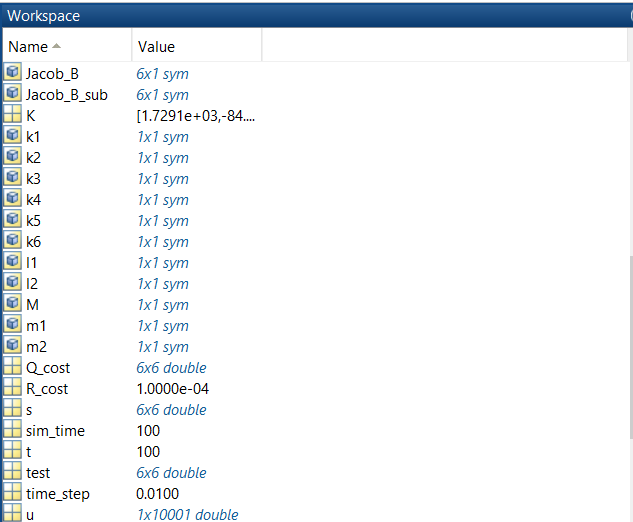 Workspace
Name Value
Jacob_B 6x1 sym
Jacob_B_sub 6x1 sym
K [1.7291e+03,-84....
k1 1x1 sym
k2 1x1 sym
k3 1x1 sym
k4 1x1 sym
k5 1x1 sym
k6 1x1 sym
l1 1x1 sym
l2 1x1 sym
M 1x1 sym
m1 1x1 sym
m2 1x1 sym
Q_cost 6x6 double
R_cost 1.0000e-04
s 6x6 double
sim_time 100
t 100
test 6x6 double
time_step 0.0100
u 1x10001 double